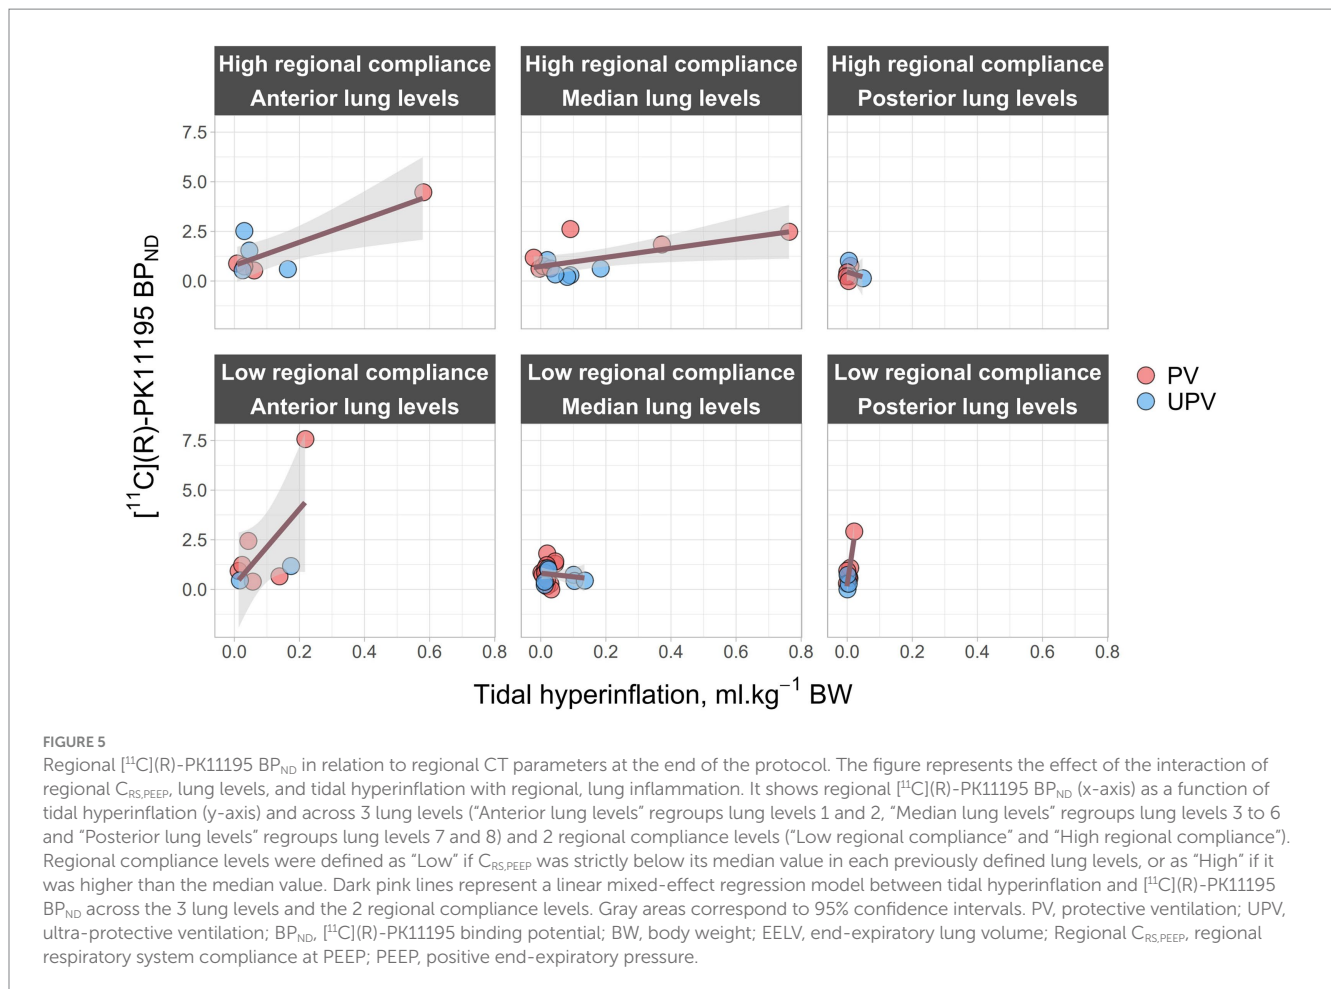 High regional compliance
Anterior lung levels
High regional compliance
Median lung levels
High regional compliance
Posterior lung levels
7.5
5.0
2.5
0.0
Low regional compliance
Anterior lung levels
Low regional compliance
Median lung levels
Low regional compliance
Posterior lung levels
7.5
5.0
2.5
0.0
[¹¹C](R)-PK11195 BP_ND
PV
UPV
0.0 0.2 0.4 0.6 0.8
0.0 0.2 0.4 0.6 0.8
0.0 0.2 0.4 0.6 0.8
Tidal hyperinflation, ml.kg⁻¹ BW
FIGURE 5
Regional [¹¹C](R)-PK11195 BP_ND in relation to regional CT parameters at the end of the protocol. The figure represents the effect of the interaction of
regional C_RS,PEEP, lung levels, and tidal hyperinflation with regional, lung inflammation. It shows regional [¹¹C](R)-PK11195 BP_ND (x-axis) as a function of
tidal hyperinflation (y-axis) and across 3 lung levels (“Anterior lung levels” regroups lung levels 1 and 2, “Median lung levels” regroups lung levels 3 to 6
and “Posterior lung levels” regroups lung levels 7 and 8) and 2 regional compliance levels (“Low regional compliance” and “High regional compliance”).
Regional compliance levels were defined as “Low” if C_RS,PEEP was strictly below its median value in each previously defined lung levels, or as “High” if it
was higher than the median value. Dark pink lines represent a linear mixed-effect regression model between tidal hyperinflation and [¹¹C](R)-PK11195
BP_ND across the 3 lung levels and the 2 regional compliance levels. Gray areas correspond to 95% confidence intervals. PV, protective ventilation; UPV,
ultra-protective ventilation; BP_ND, [¹¹C](R)-PK11195 binding potential; BW, body weight; EELV, end-expiratory lung volume; Regional C_RS,PEEP, regional
respiratory system compliance at PEEP; PEEP, positive end-expiratory pressure.